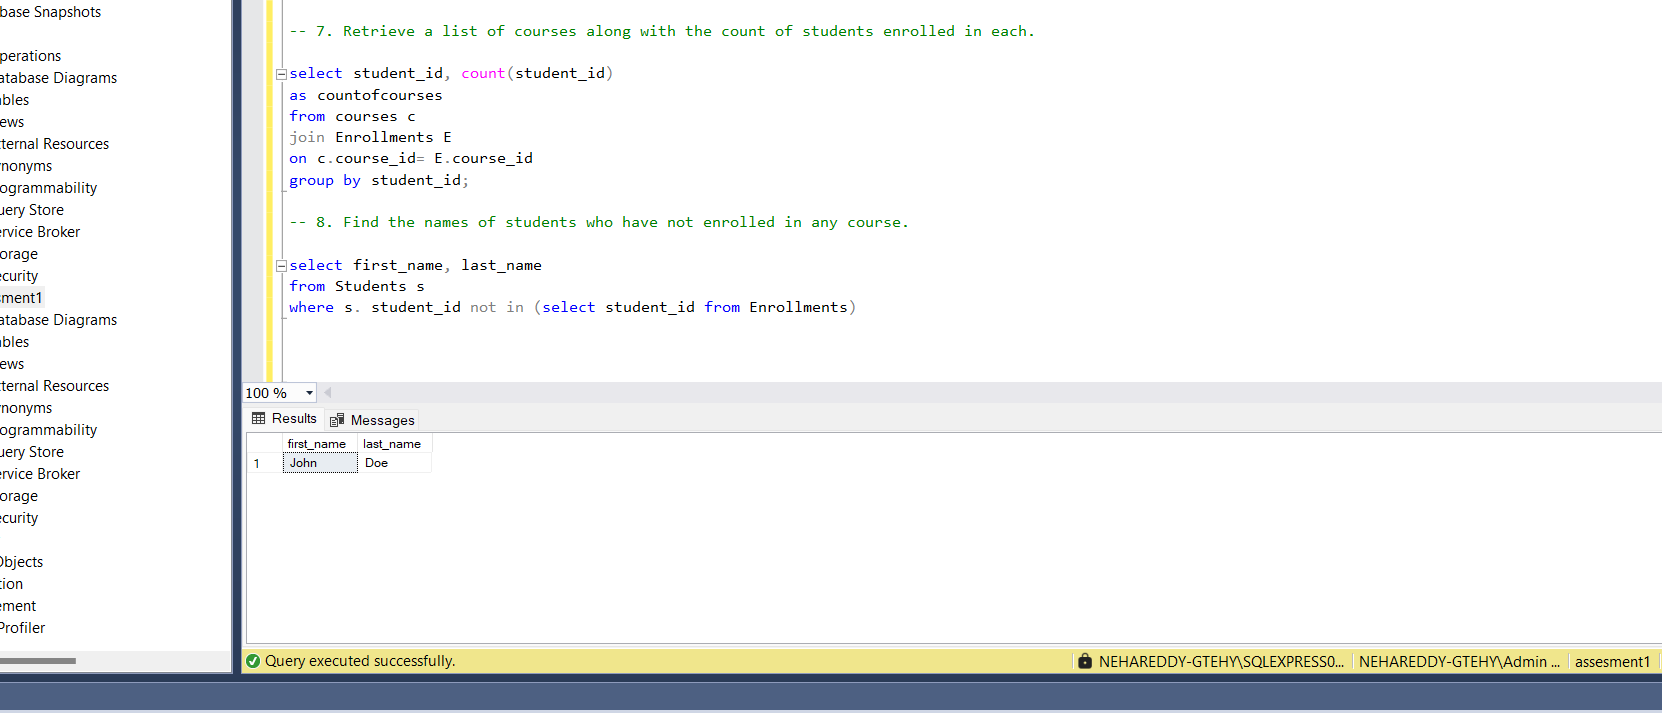 base Snapshots
perations
atabase Diagrams
bles
ews
ternal Resources
nonyms
ogrammability
uery Store
ervice Broker
orage
ecurity
sment1
atabase Diagrams
bles
ews
ternal Resources
nonyms
ogrammability
uery Store
ervice Broker
orage
ecurity
Objects
tion
ement
Profiler
-- 7. Retrieve a list of courses along with the count of students enrolled in each.
select student_id, count(student_id)
as countofcourses
from courses c
join Enrollments E
on c.course_id= E.course_id
group by student_id;
-- 8. Find the names of students who have not enrolled in any course.
select first_name, last_name
from Students s
where s. student_id not in (select student_id from Enrollments)
100 %
Results Messages
first_name last_name
1 John Doe
Query executed successfully. NEHAREDDY-GTEHY\SQLEXPRESS0... NEHAREDDY-GTEHY\Admin ... assesment1